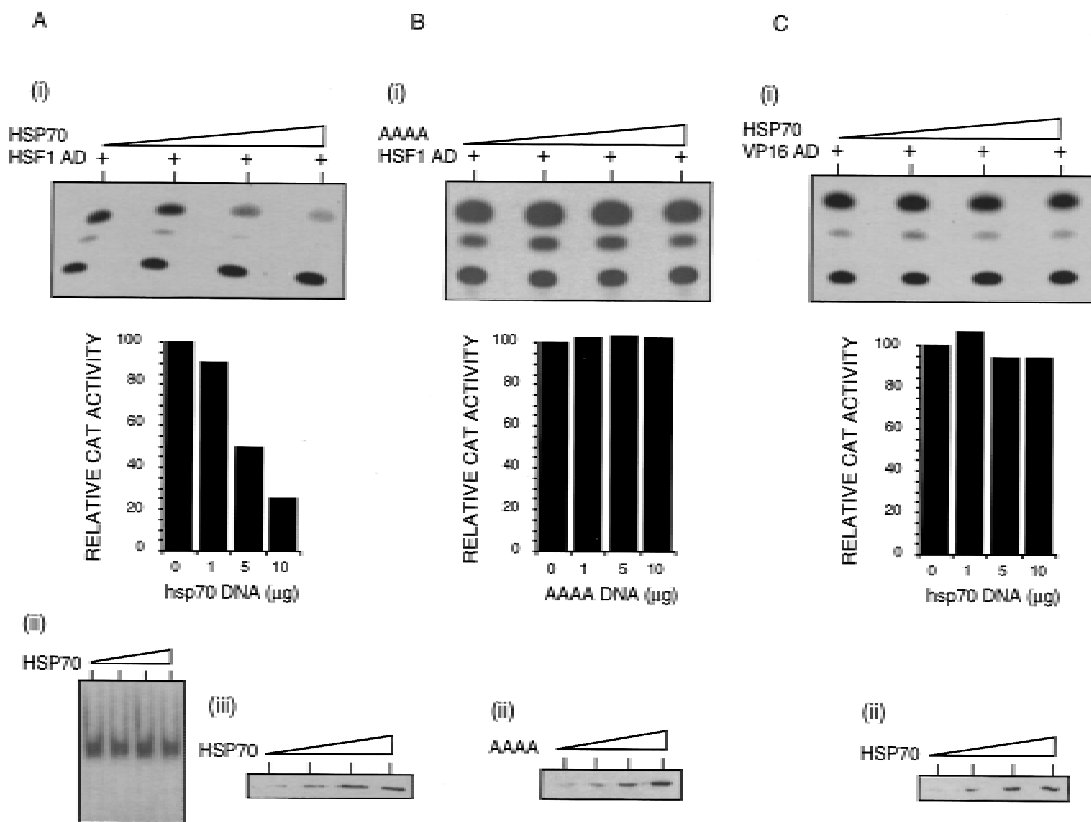 A
(i)
HSP70
HSF1 AD + + + +
RELATIVE CAT ACTIVITY
100
80
60
40
20
0
0 1 5 10
hsp70 DNA (µg)
(ii)
HSP70
(iii)
HSP70
B
(i)
AAAA
HSF1 AD + + + +
RELATIVE CAT ACTIVITY
100
80
60
40
20
0
0 1 5 10
AAAA DNA (µg)
(ii)
AAAA
C
(i)
HSP70
VP16 AD + + + +
RELATIVE CAT ACTIVITY
100
80
60
40
20
0
0 1 5 10
hsp70 DNA (µg)
(ii)
HSP70